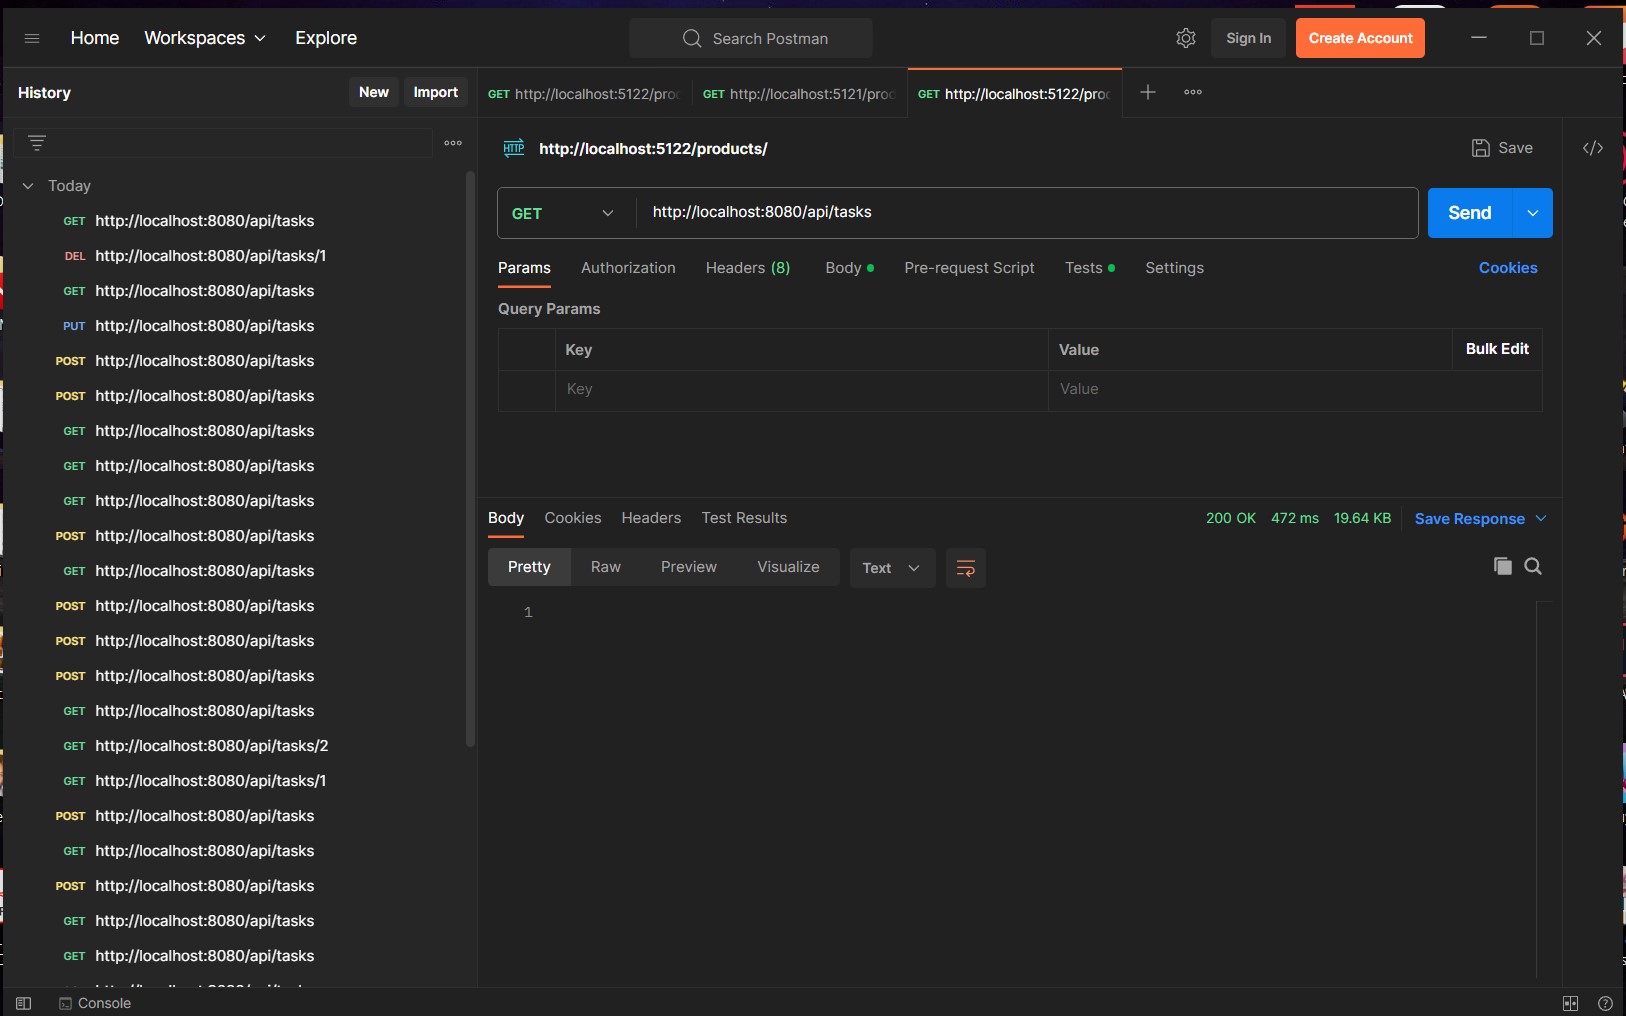 Home
Workspaces
Explore
Search Postman
Sign In
Create Account
History
New
Import
GET http://localhost:5122/pro
GET http://localhost:5121/pro
GET http://localhost:5122/pro
http://localhost:5122/products/
Save
Today
GET http://localhost:8080/api/tasks
DEL http://localhost:8080/api/tasks/1
GET http://localhost:8080/api/tasks
PUT http://localhost:8080/api/tasks
POST http://localhost:8080/api/tasks
POST http://localhost:8080/api/tasks
GET http://localhost:8080/api/tasks
GET http://localhost:8080/api/tasks
GET http://localhost:8080/api/tasks
POST http://localhost:8080/api/tasks
GET http://localhost:8080/api/tasks
POST http://localhost:8080/api/tasks
POST http://localhost:8080/api/tasks
POST http://localhost:8080/api/tasks
GET http://localhost:8080/api/tasks
GET http://localhost:8080/api/tasks/2
GET http://localhost:8080/api/tasks/1
POST http://localhost:8080/api/tasks
GET http://localhost:8080/api/tasks
POST http://localhost:8080/api/tasks
GET http://localhost:8080/api/tasks
GET http://localhost:8080/api/tasks
GET
http://localhost:8080/api/tasks
Send
Params
Authorization
Headers (8)
Body
Pre-request Script
Tests
Settings
Cookies
Query Params
Key
Value
Bulk Edit
Key
Value
Body
Cookies
Headers
Test Results
200 OK
472 ms
19.64 KB
Save Response
Pretty
Raw
Preview
Visualize
Text
1
Console